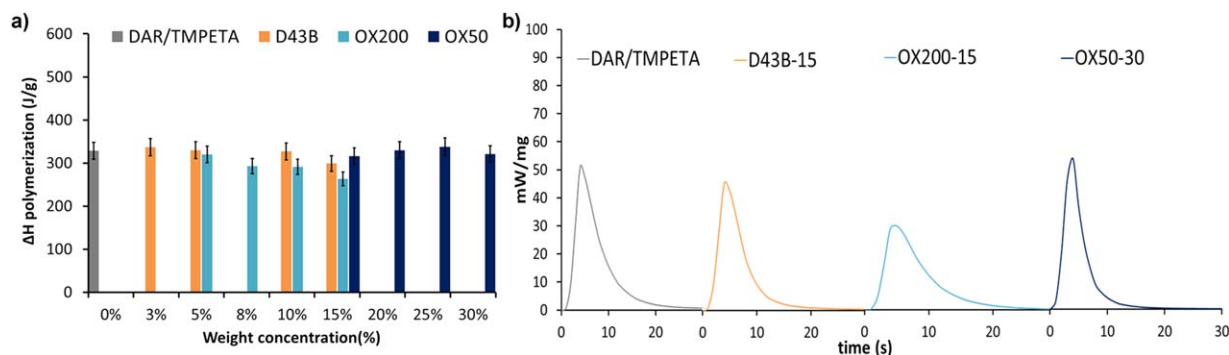 a)
600
500
400
300
200
100
0
ΔH polymerization (J/g)
DAR/TMPETA D43B OX200 OX50
0% 3% 5% 8% 10% 15% 20% 25% 30%
Weight concentration(%)
b)
100
90
80
70
60
50
40
30
20
10
0
mW/mg
DAR/TMPETA D43B-15 OX200-15 OX50-30
0 10 20 0 10 20 0 10 20 0 10 20 30
time (s)